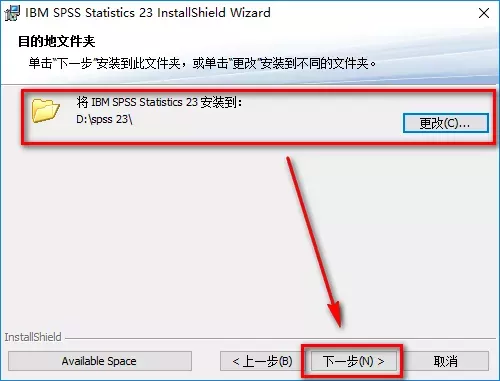 IBM SPSS Statistics 23 InstallShield Wizard
目的地文件夹
单击"下一步"安装到此文件夹，或单击"更改"安装到不同的文件夹。
将 IBM SPSS Statistics 23 安装到:
D:\spss 23\
更改(C)...
InstallShield
Available Space
< 上一步(B)
下一步(N) >
取消